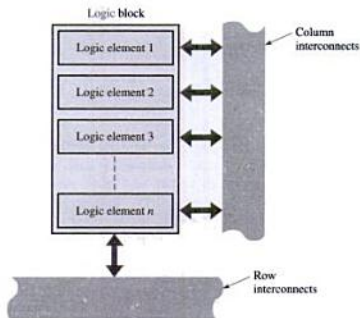 Logic block
Logic element 1
Logic element 2
Logic element 3
Logic element n
Column
interconnects
Row
interconnects